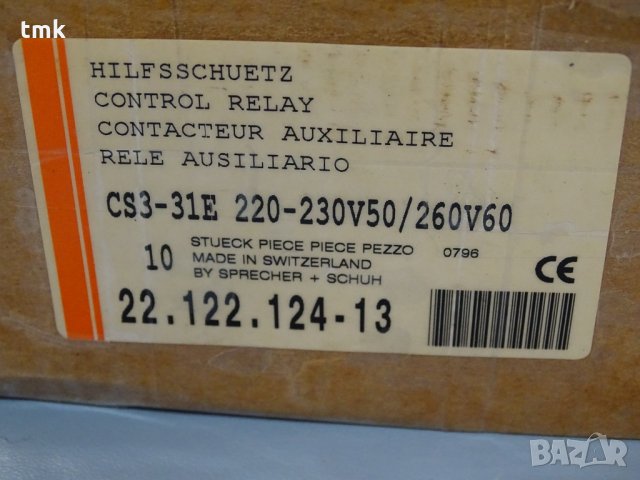 tmk
HILFSSCHUETZ
CONTROL RELAY
CONTACTEUR AUXILIAIRE
RELE AUSILIARIO
CS3-31E 220-230V50/260V60
10 STUECK PIECE PIECE PEZZO 0796
MADE IN SWITZERLAND
BY SPRECHER + SCHUH
CE
22.122.124-13
BAZAR